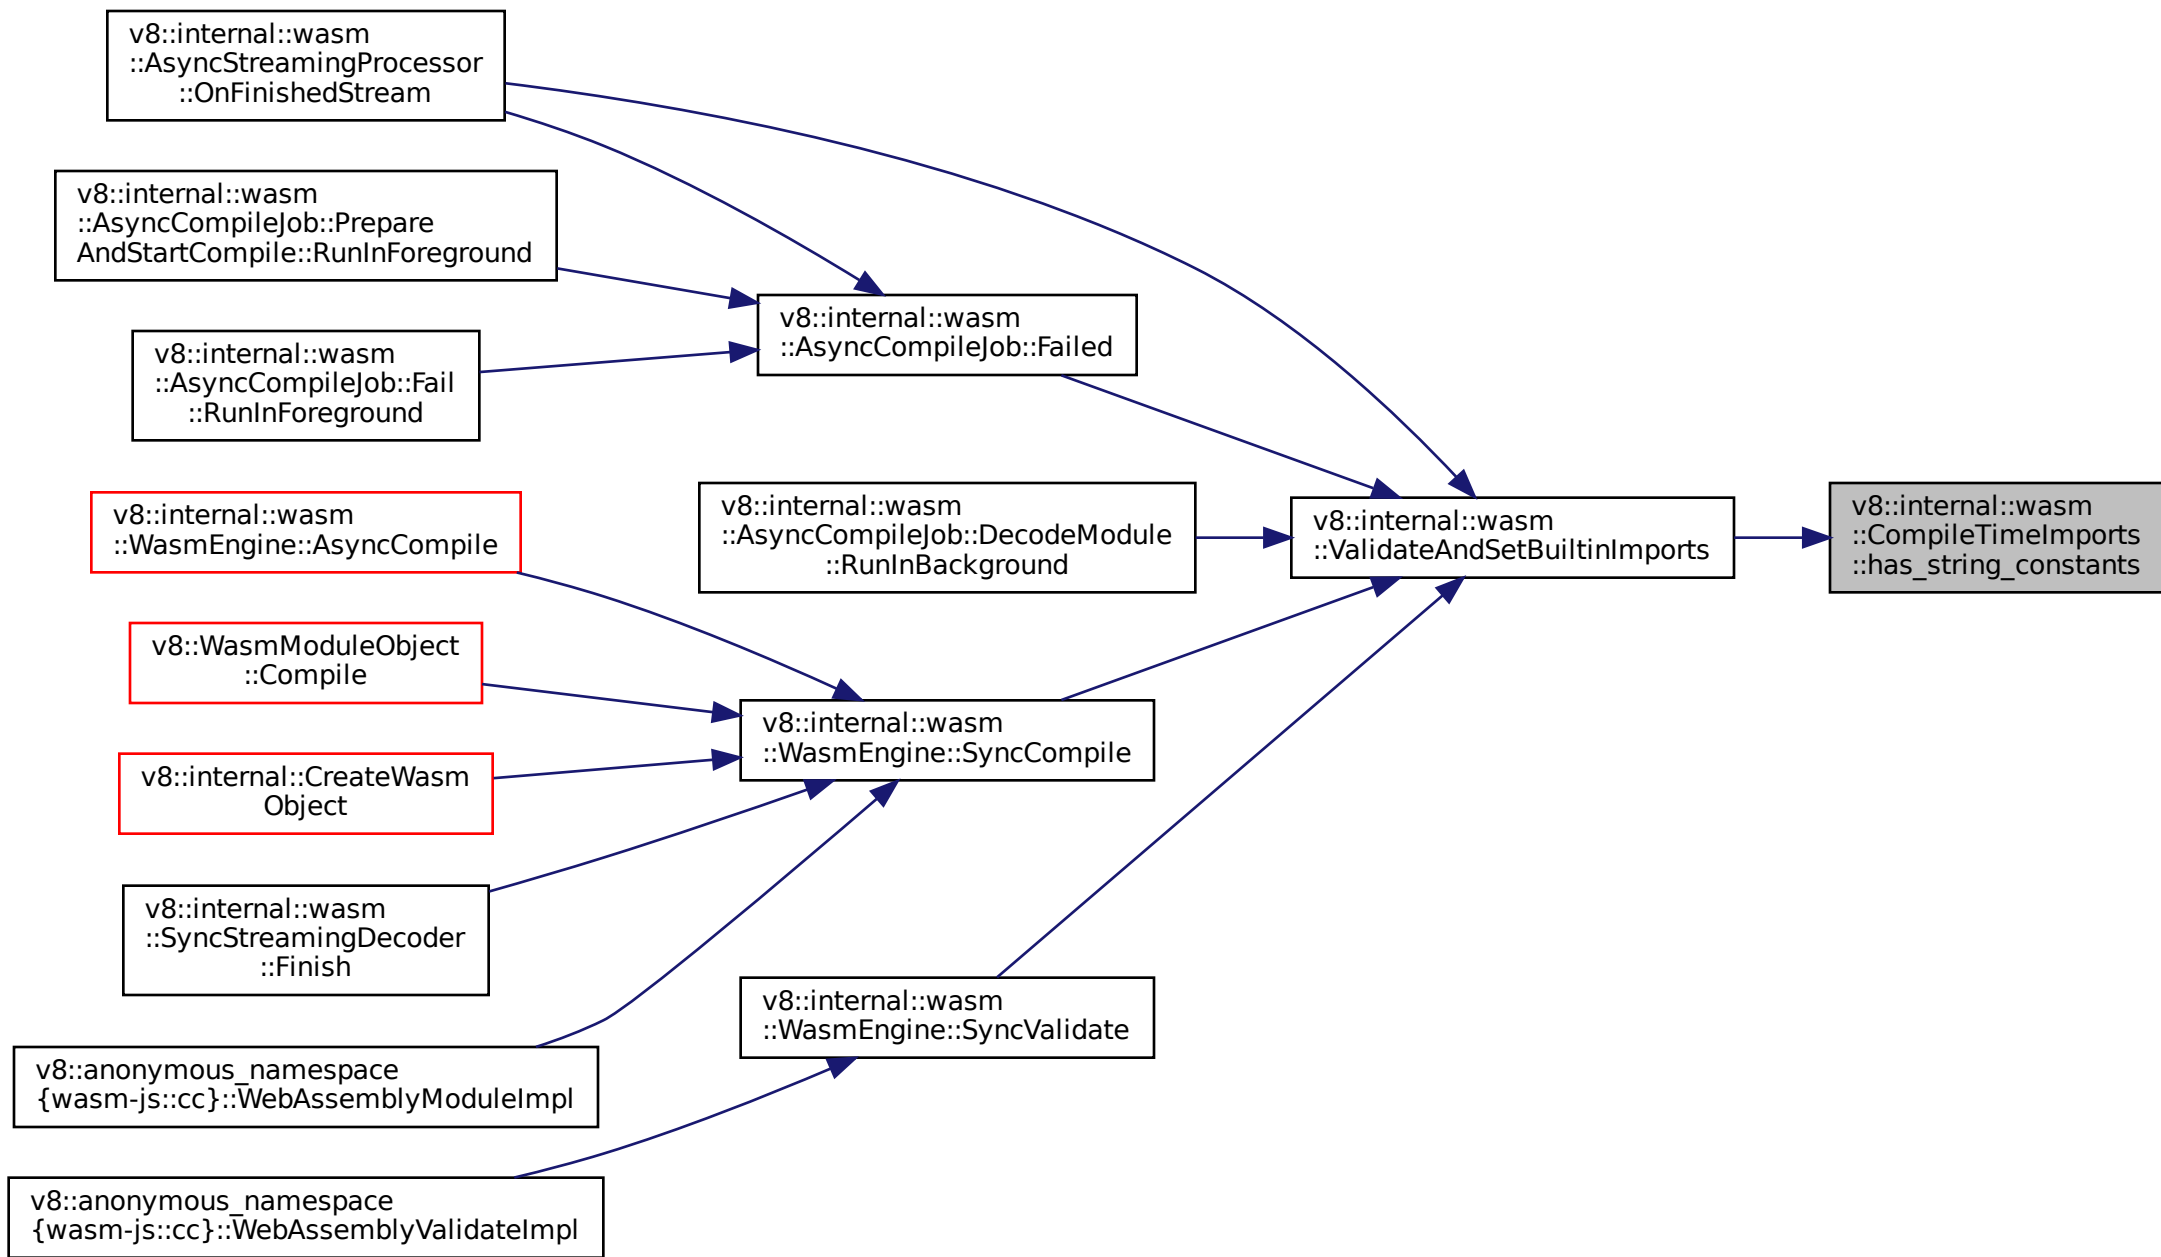 v8::internal::wasm
::AsyncStreamingProcessor
::OnFinishedStream
v8::internal::wasm
::AsyncCompileJob::Prepare
AndStartCompile::RunInForeground
v8::internal::wasm
::AsyncCompileJob::Failed
v8::internal::wasm
::AsyncCompileJob::Fail
::RunInForeground
v8::internal::wasm
::WasmEngine::AsyncCompile
v8::internal::wasm
::AsyncCompileJob::DecodeModule
::RunInBackground
v8::internal::wasm
::ValidateAndSetBuiltinImports
v8::internal::wasm
::CompileTimeImports
::has_string_constants
v8::WasmModuleObject
::Compile
v8::internal::wasm
::WasmEngine::SyncCompile
v8::internal::CreateWasm
Object
v8::internal::wasm
::SyncStreamingDecoder
::Finish
v8::internal::wasm
::WasmEngine::SyncValidate
v8::anonymous_namespace
{wasm-js::cc}::WebAssemblyModuleImpl
v8::anonymous_namespace
{wasm-js::cc}::WebAssemblyValidateImpl